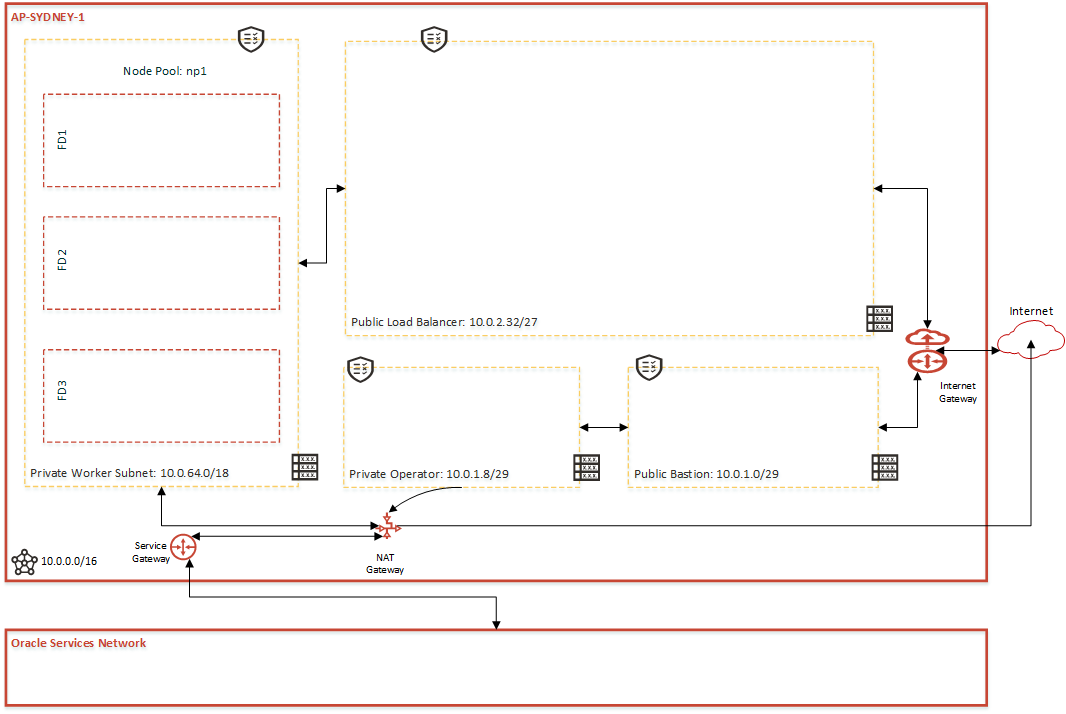 AP-SYDNEY-1
Node Pool: np1
FD1
FD2
FD3
Private Worker Subnet: 10.0.64.0/18
Public Load Balancer: 10.0.2.32/27
Private Operator: 10.0.1.8/29
Public Bastion: 10.0.1.0/29
Internet
Internet
Gateway
Service
Gateway
NAT
Gateway
10.0.0.0/16
Oracle Services Network